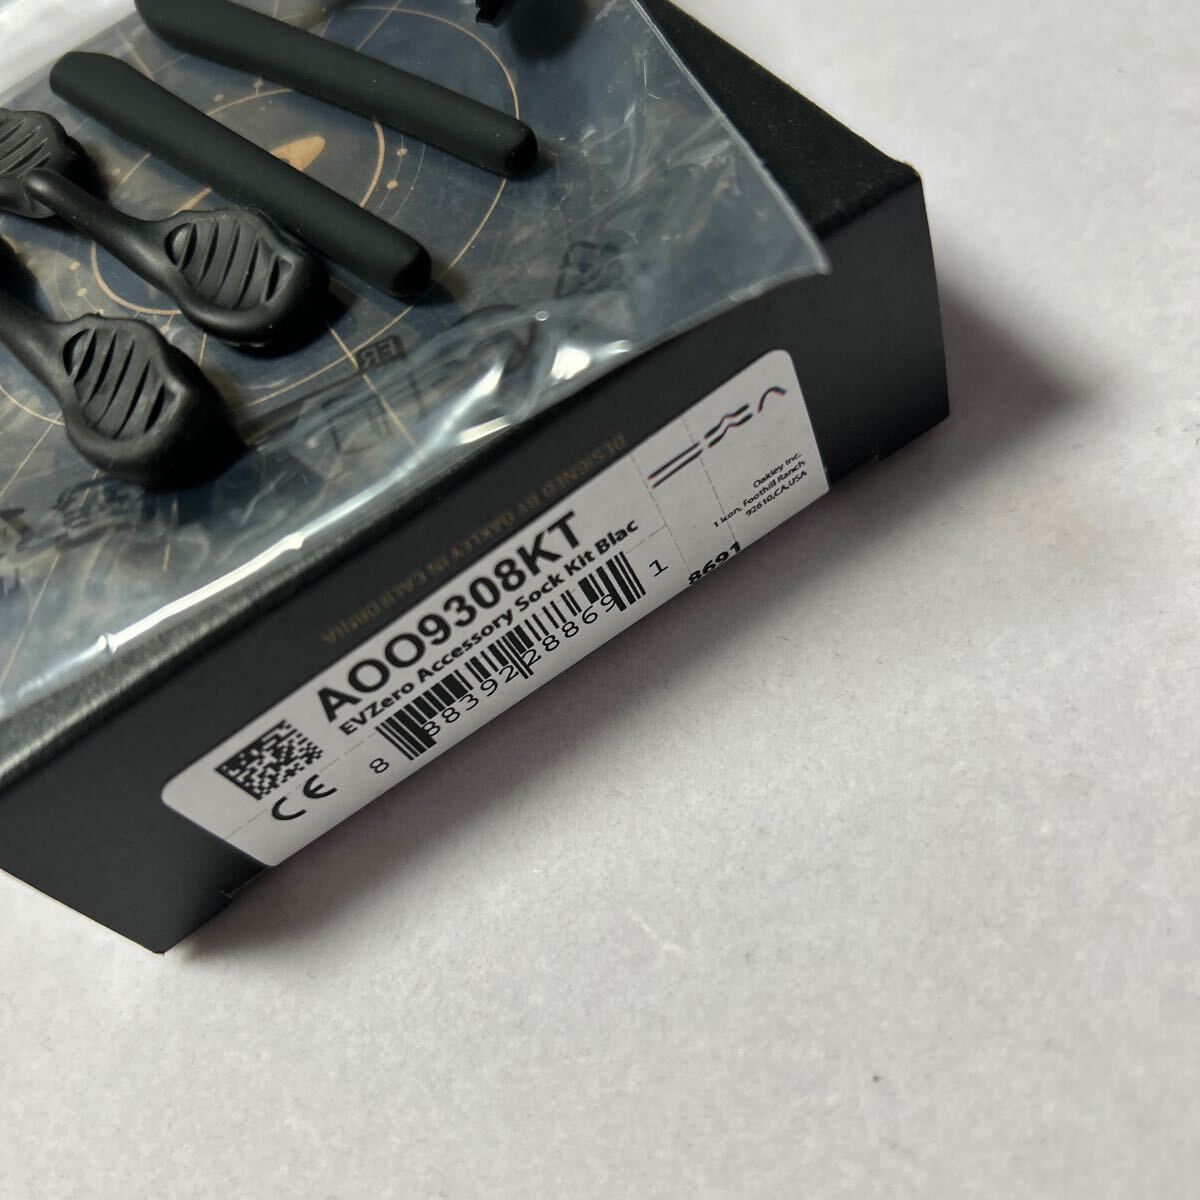 DESIGNED BY OAKLEY IN CALIFORNIA
AOO9308KT
EVZero Accessory Sock Kit Blac
8 88392 28869 1
CE
8691
Oakley Inc.
1 Icon, Foothill Ranch
92610,CA,USA